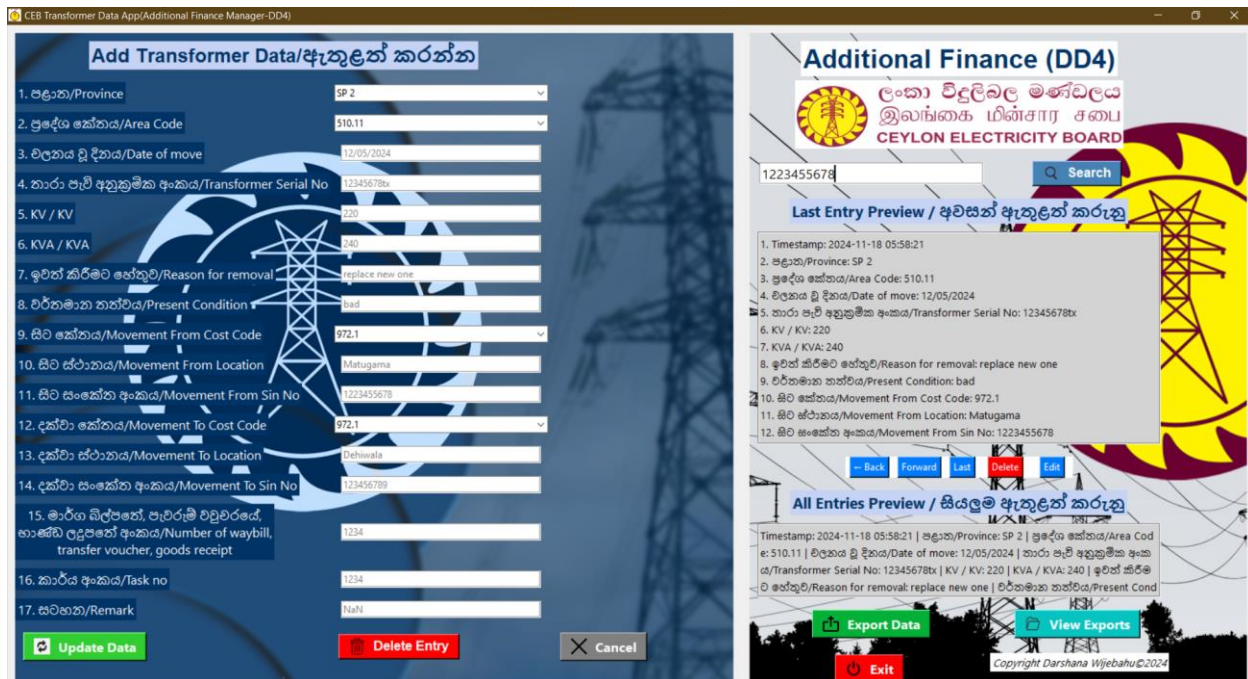 CEB Transformer Data App(Additional Finance Manager-DD4)
Add Transformer Data/ඇතුළත් කරන්න
1. පළාත/Province
SP 2
2. ප්‍රදේශ කේතය/Area Code
510.11
3. චලනය වූ දිනය/Date of move
12/05/2024
4. තාරා පැවි අනුක්‍රමික අංකය/Transformer Serial No
12345678tx
5. KV / KV
220
6. KVA / KVA
240
7. ඉවත් කිරීමට හේතුව/Reason for removal
replace new one
8. වර්තමාන තත්වය/Present Condition
bad
9. සිට කේතය/Movement From Cost Code
972.1
10. සිට ස්ථානය/Movement From Location
Matugama
11. සිට සංකේත අංකය/Movement From Sin No
1223455678
12. දක්වා කේතය/Movement To Cost Code
972.1
13. දක්වා ස්ථානය/Movement To Location
Dehiwala
14. දක්වා සංකේත අංකය/Movement To Sin No
123456789
15. මාර්ග බිල්පතේ, පැවරුම් වවුචරයේ,
භාණ්ඩ ලදුපතේ අංකය/Number of waybill,
transfer voucher, goods receipt
1234
16. කාර්ය අංකය/Task no
1234
17. සටහන/Remark
NaN
Update Data
Delete Entry
Cancel
Additional Finance (DD4)
ලංකා විදුලිබල මණ්ඩලය
இலங்கை மின்சார சபை
CEYLON ELECTRICITY BOARD
1223455678
Search
Last Entry Preview / අවසන් ඇතුළත් කරුනු
1. Timestamp: 2024-11-18 05:58:21
2. පළාත/Province: SP 2
3. ප්‍රදේශ කේතය/Area Code: 510.11
4. චලනය වූ දිනය/Date of move: 12/05/2024
5. තාරා පැවි අනුක්‍රමික අංකය/Transformer Serial No: 12345678tx
6. KV / KV: 220
7. KVA / KVA: 240
8. ඉවත් කිරීමට හේතුව/Reason for removal: replace new one
9. වර්තමාන තත්වය/Present Condition: bad
10. සිට කේතය/Movement From Cost Code: 972.1
11. සිට ස්ථානය/Movement From Location: Matugama
12. සිට සංකේත අංකය/Movement From Sin No: 1223455678
← Back
Forward
Last
Delete
Edit
All Entries Preview / සියලුම ඇතුළත් කරුනු
Timestamp: 2024-11-18 05:58:21 | පළාත/Province: SP 2 | ප්‍රදේශ කේතය/Area Cod
e: 510.11 | චලනය වූ දිනය/Date of move: 12/05/2024 | තාරා පැවි අනුක්‍රමික අංක
ය/Transformer Serial No: 12345678tx | KV / KV: 220 | KVA / KVA: 240 | ඉවත් කිරීම
ට හේතුව/Reason for removal: replace new one | වර්තමාන තත්වය/Present Cond
Export Data
View Exports
Exit
Copyright Darshana Wijebahu©2024